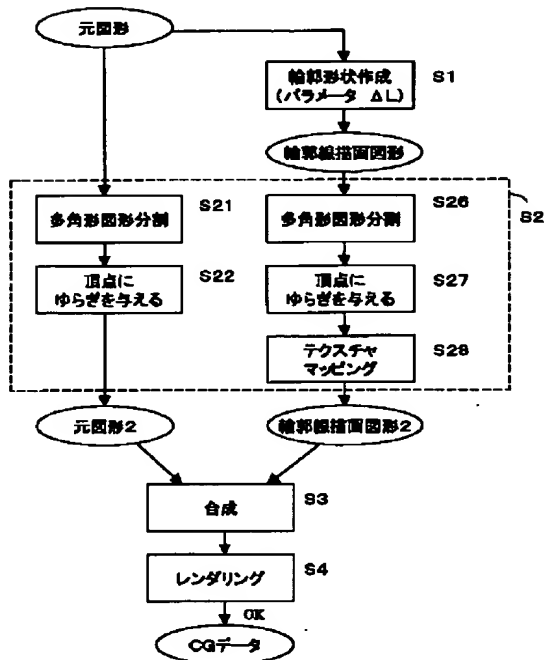 元図形
輪郭形状作成
(パラメータ ΔL)
S1
輪郭線描画図形
多角形図形分割
S21
多角形図形分割
S26
S2
頂点に
ゆらぎを与える
S22
頂点に
ゆらぎを与える
S27
テクスチャ
マッピング
S28
元図形2
輪郭線描画図形2
合成
S3
レンダリング
S4
OK
CGデータ